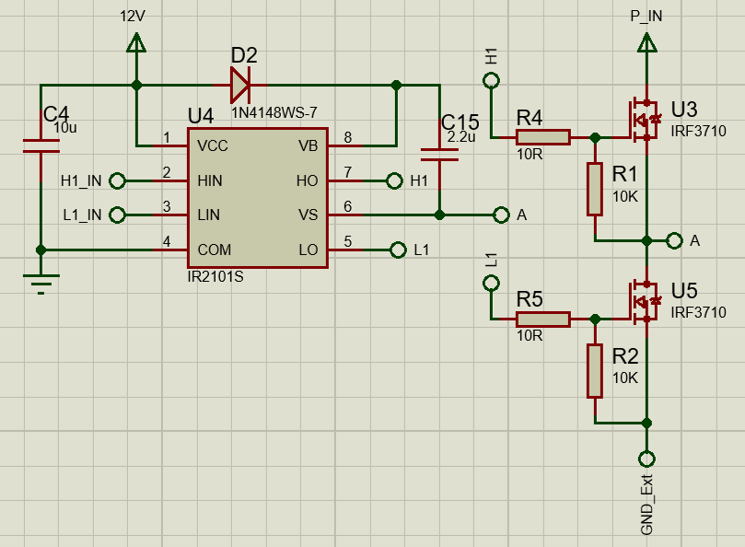 12V
P_IN
D2
H1
C4
10u
U4
1N4148WS-7
C15
2.2u
R4
10R
U3
IRF3710
1
VCC
VB
8
H1_IN
2
HIN
HO
7
H1
R1
10K
L1_IN
3
LIN
VS
6
A
A
4
COM
LO
5
L1
IR2101S
L1
R5
10R
U5
IRF3710
R2
10K
GND_Ext